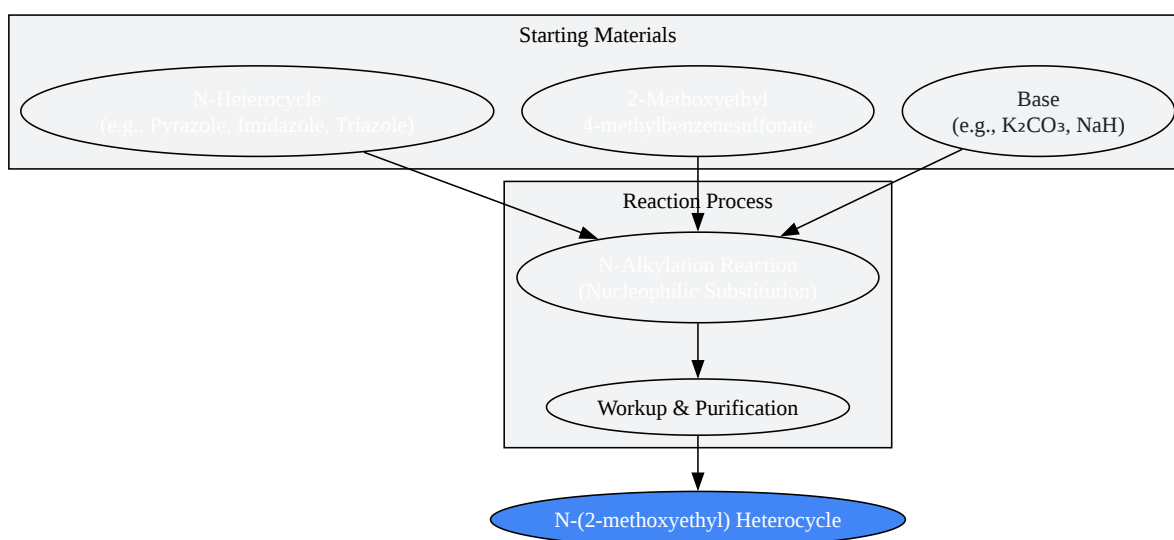 Starting Materials
N-Heterocycle
(e.g., Pyrazole, Imidazole, Triazole)
2-Methoxyethyl
4-methylbenzenesulfonate
Base
(e.g., K₂CO₃, NaH)
Reaction Process
N-Alkylation Reaction
(Nucleophilic Substitution)
Workup & Purification
N-(2-methoxyethyl) Heterocycle